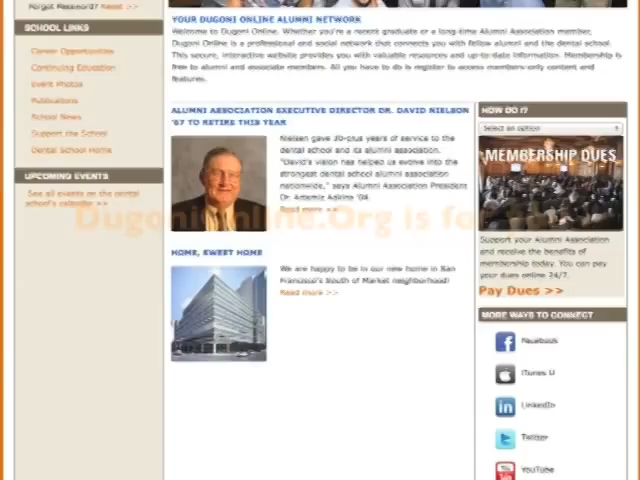 Forgot Password? Reset >>
SCHOOL LINKS
Career Opportunities
Continuing Education
Event Photos
Publications
School News
Support the School
Dental School Home
UPCOMING EVENTS
See all events on the dental
school's calendar >>
YOUR DUGONI ONLINE ALUMNI NETWORK
Welcome to Dugoni Online. Whether you're a recent graduate or a long-time Alumni Association member,
Dugoni Online is a professional and social network that connects you with fellow alumni and the dental school.
This secure, interactive website provides you with valuable resources and up-to-date information. Membership is
free to alumni and associate members. All you have to do is register to access members-only content and
features.
ALUMNI ASSOCIATION EXECUTIVE DIRECTOR DR. DAVID NIELSEN
'67 TO RETIRE THIS YEAR
Nielsen gave 30-plus years of service to the
dental school and its alumni association.
"David's vision has helped us evolve into the
strongest dental school alumni association
nationwide," says Alumni Association President
Dr. Artemiz Adkins '08.
Read more >>
DugoniOnline.Org is for
HOME, SWEET HOME
We are happy to be in our new home in San
Francisco's South of Market neighborhood!
Read more >>
HOW DO I?
Select an option
MEMBERSHIP DUES
Support your Alumni Association
and receive the benefits of
membership today. You can pay
your dues online 24/7.
Pay Dues >>
MORE WAYS TO CONNECT
Facebook
iTunes U
LinkedIn
Twitter
YouTube